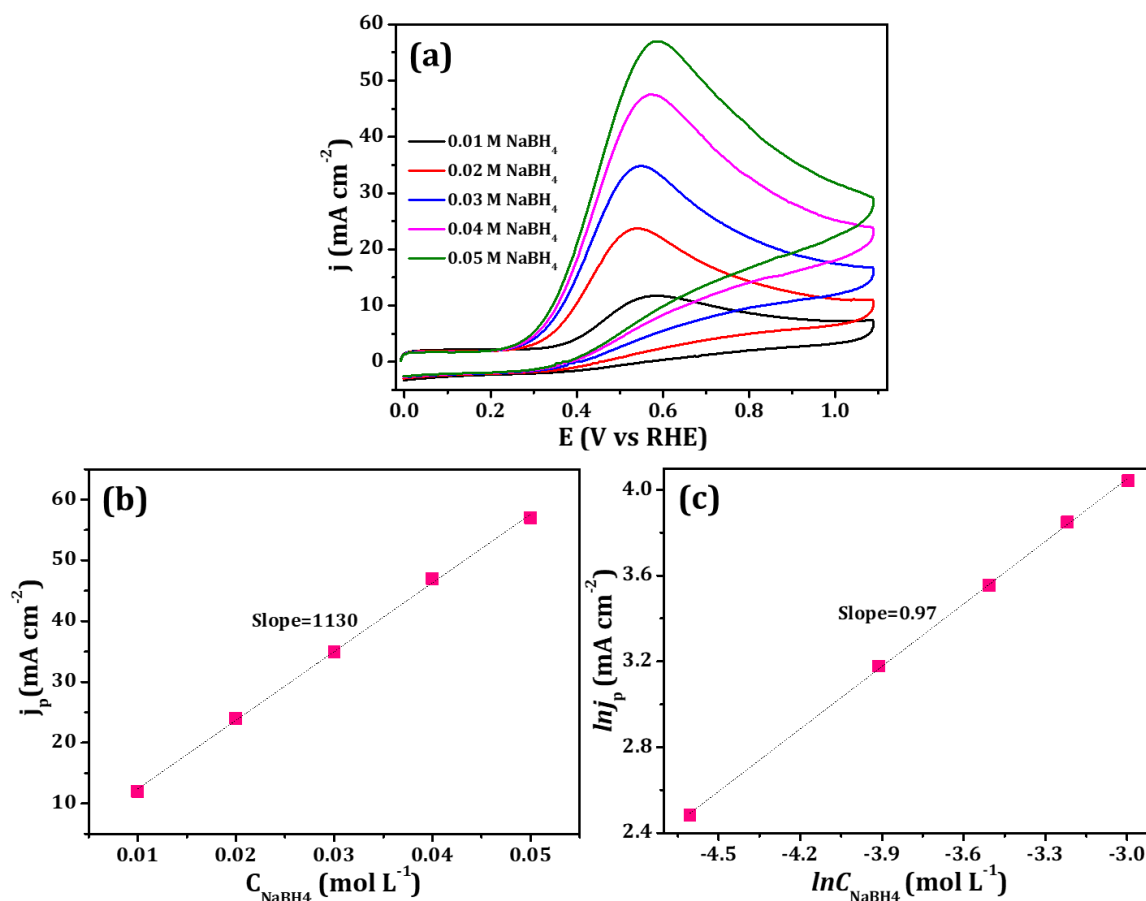 (a)
60
50
40
30
20
10
0
j (mA cm⁻²)
0.01 M NaBH₄
0.02 M NaBH₄
0.03 M NaBH₄
0.04 M NaBH₄
0.05 M NaBH₄
0.0 0.2 0.4 0.6 0.8 1.0
E (V vs RHE)
(b)
60
50
40
30
20
10
jₚ(mA cm⁻²)
Slope=1130
0.01 0.02 0.03 0.04 0.05
C_NaBH4 (mol L⁻¹)
(c)
4.0
3.6
3.2
2.8
2.4
lnjₚ (mA cm⁻²)
Slope=0.97
-4.5 -4.2 -3.9 -3.6 -3.3 -3.0
lnC_NaBH4 (mol L⁻¹)